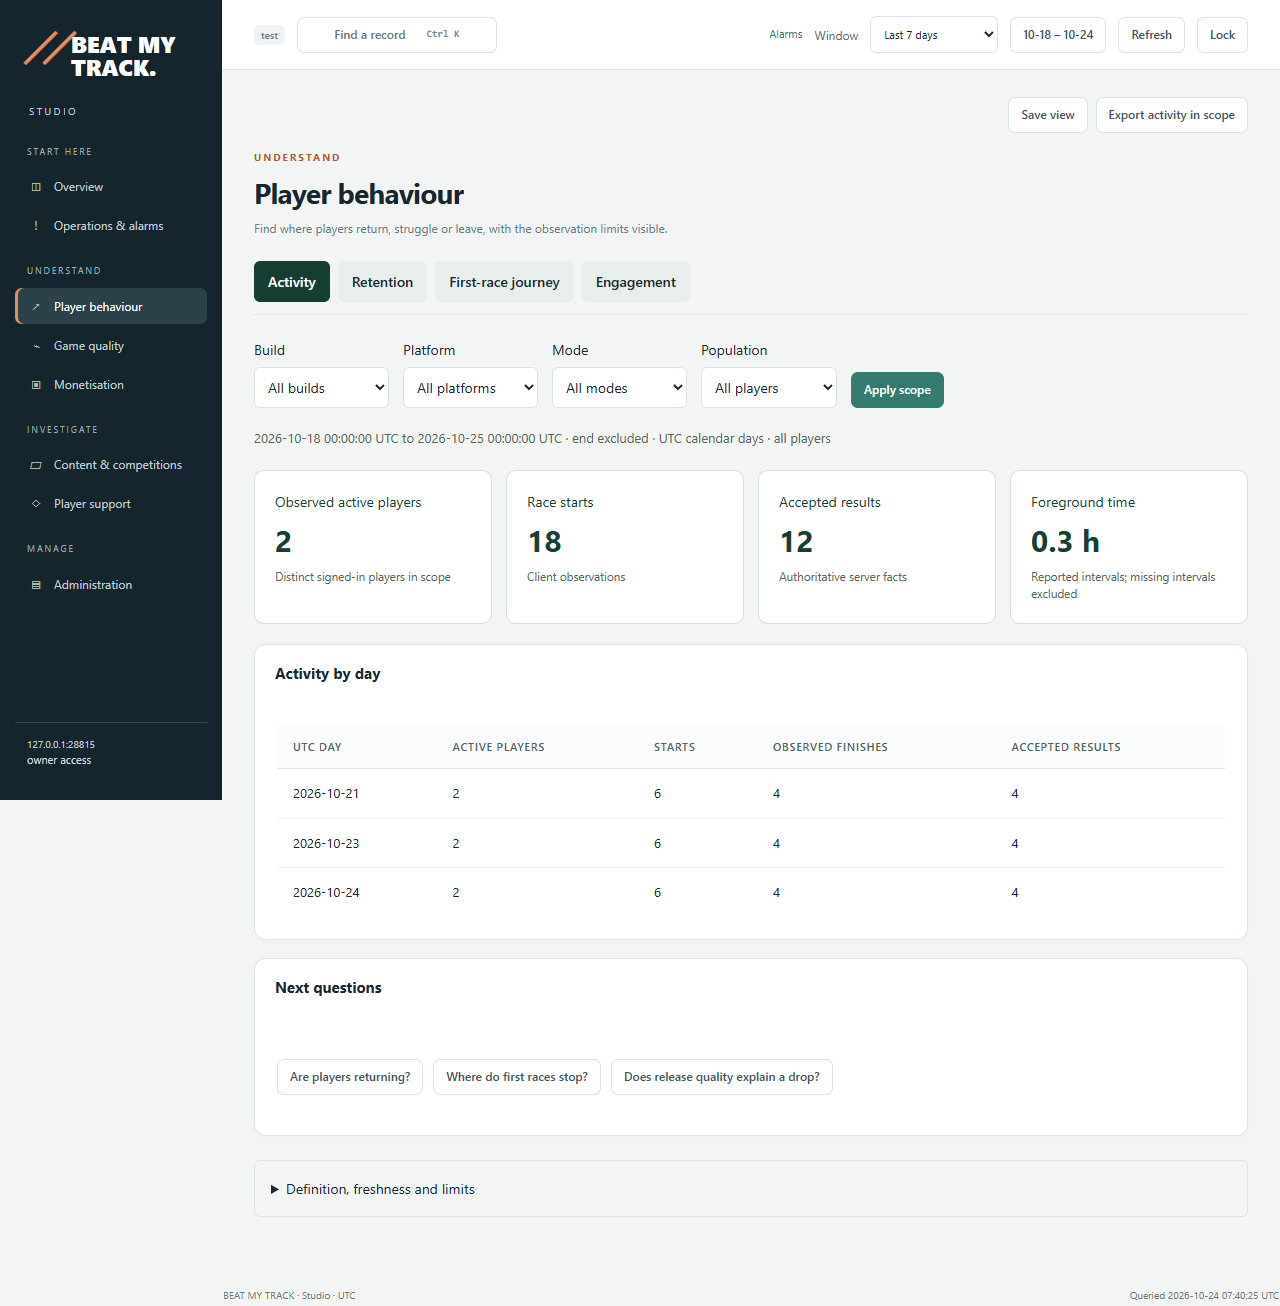 BEAT MY
TRACK.
STUDIO
START HERE
Overview
! Operations & alarms
UNDERSTAND
Player behaviour
Game quality
Monetisation
INVESTIGATE
Content & competitions
Player support
MANAGE
Administration
127.0.0.1:28815
owner access
test
Find a record Ctrl K
Alarms
Window
Last 7 days
10-18 – 10-24
Refresh
Lock
Save view
Export activity in scope
UNDERSTAND
Player behaviour
Find where players return, struggle or leave, with the observation limits visible.
Activity
Retention
First-race journey
Engagement
Build
Platform
Mode
Population
All builds
All platforms
All modes
All players
Apply scope
2026-10-18 00:00:00 UTC to 2026-10-25 00:00:00 UTC · end excluded · UTC calendar days · all players
Observed active players
2
Distinct signed-in players in scope
Race starts
18
Client observations
Accepted results
12
Authoritative server facts
Foreground time
0.3 h
Reported intervals; missing intervals
excluded
Activity by day
UTC DAY ACTIVE PLAYERS STARTS OBSERVED FINISHES ACCEPTED RESULTS
2026-10-21 2 6 4 4
2026-10-23 2 6 4 4
2026-10-24 2 6 4 4
Next questions
Are players returning?
Where do first races stop?
Does release quality explain a drop?
Definition, freshness and limits
BEAT MY TRACK · Studio · UTC
Queried 2026-10-24 07:40:25 UTC